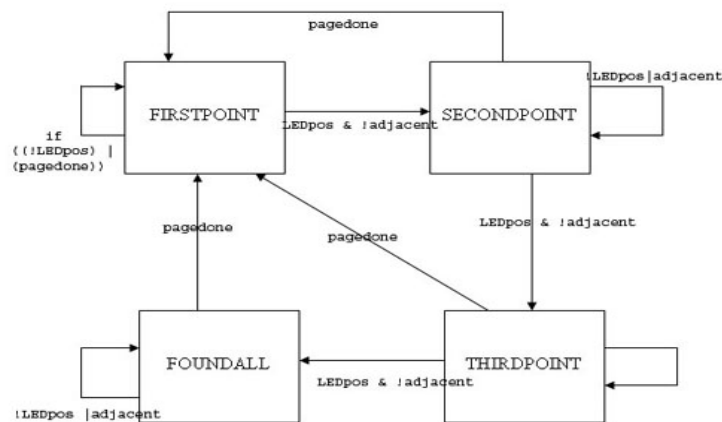 pagedone
FIRSTPOINT
LEDpos & !adjacent
SECONDPOINT
!LEDpos|adjacent
if
((!LEDpos) |
(pagedone))
pagedone
pagedone
LEDpos & !adjacent
FOUNDALL
LEDpos & !adjacent
THIRDPOINT
!LEDpos |adjacent